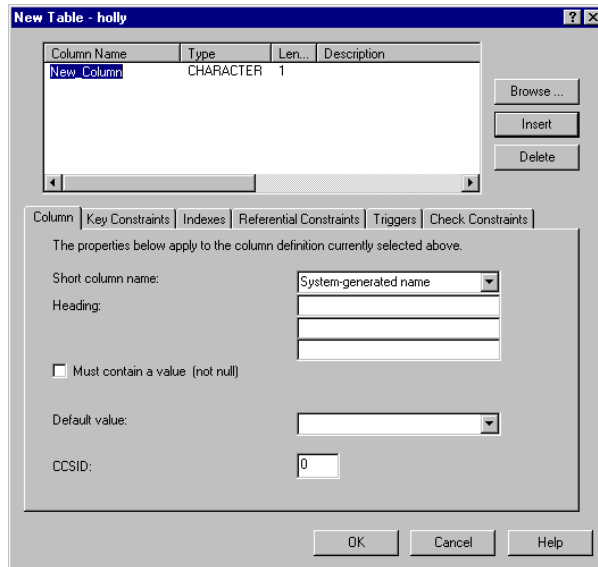 New Table - holly
Column Name Type Len... Description
New_Column CHARACTER 1
Browse ...
Insert
Delete
Column Key Constraints Indexes Referential Constraints Triggers Check Constraints
The properties below apply to the column definition currently selected above.
Short column name: System-generated name
Heading:
Must contain a value (not null)
Default value:
CCSID: 0
OK Cancel Help